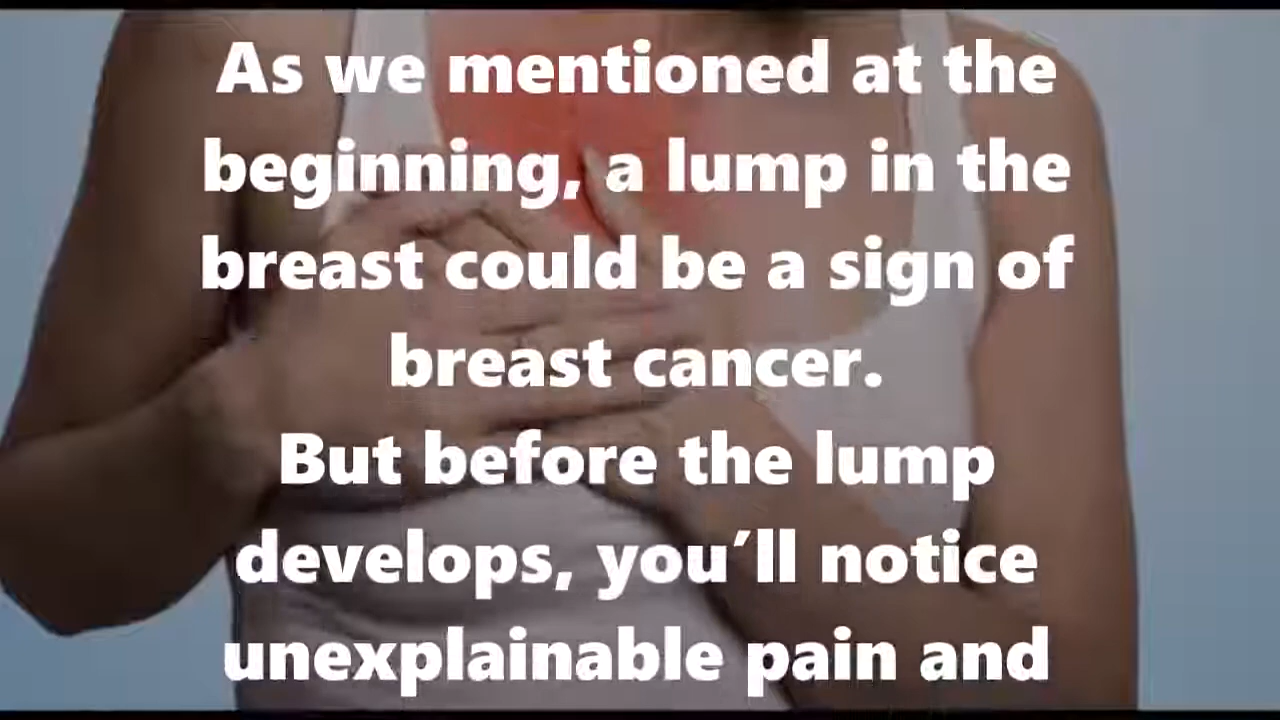 As we mentioned at the
beginning, a lump in the
breast could be a sign of
breast cancer.
But before the lump
develops, you´ll notice
unexplainable pain and